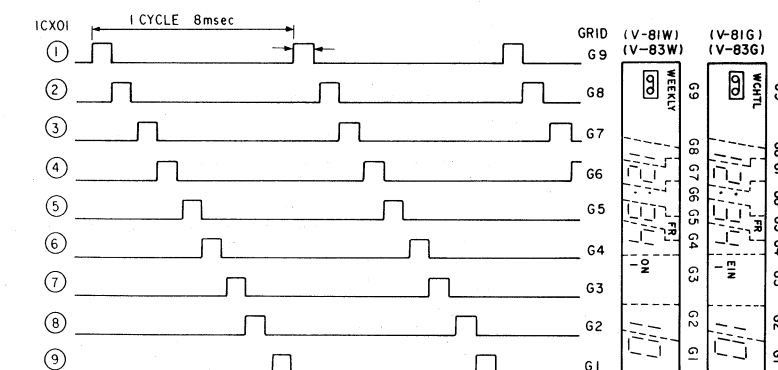 ICX01
I CYCLE 8msec
GRID
(V-81W)
(V-83W)
(V-81G)
(V-83G)
1 G9
2 G8
3 G7
4 G6
5 G5
6 G4
7 G3
8 G2
9 G1
WEEKLY
FR
ON
G9
G8
G7
G6
G5
G4
G3
G2
G1
WCHTL
FR
EIN